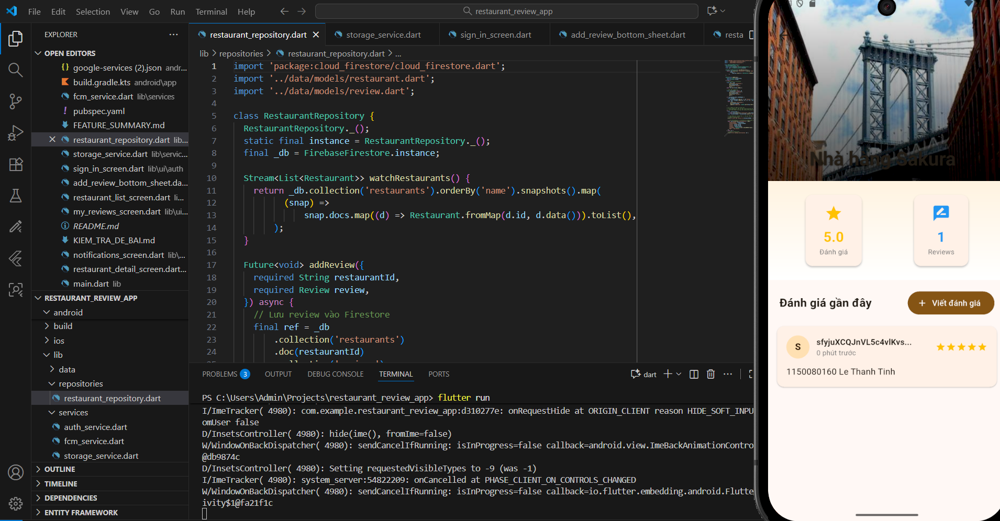 File Edit Selection View Go Run Terminal Help
restaurant_review_app
EXPLORER
OPEN EDITORS
google-services (2).json andr...
build.gradle.kts android\app
fcm_service.dart lib\services
pubspec.yaml
FEATURE_SUMMARY.md
restaurant_repository.dart lib...
storage_service.dart lib\servic...
sign_in_screen.dart lib\ui\auth
add_review_bottom_sheet.da...
restaurant_list_screen.dart li...
my_reviews_screen.dart lib\ui...
README.md
KIEM_TRA_DE_BAI.md
notifications_screen.dart lib\...
restaurant_detail_screen.dart...
main.dart lib
RESTAURANT_REVIEW_APP
android
build
ios
lib
data
repositories
restaurant_repository.dart
services
auth_service.dart
fcm_service.dart
storage_service.dart
OUTLINE
TIMELINE
DEPENDENCIES
ENTITY FRAMEWORK
restaurant_repository.dart
storage_service.dart
sign_in_screen.dart
add_review_bottom_sheet.dart
resta
lib > repositories > restaurant_repository.dart > ...
1 import 'package:cloud_firestore/cloud_firestore.dart';
2 import '../data/models/restaurant.dart';
3 import '../data/models/review.dart';
4
5 class RestaurantRepository {
6 RestaurantRepository._();
7 static final instance = RestaurantRepository._();
8 final _db = FirebaseFirestore.instance;
9
10 Stream<List<Restaurant>> watchRestaurants() {
11 return _db.collection('restaurants').orderBy('name').snapshots().map(
12 (snap) =>
13 snap.docs.map((d) => Restaurant.fromMap(d.id, d.data())).toList(),
14 );
15 }
16
17 Future<void> addReview({
18 required String restaurantId,
19 required Review review,
20 }) async {
21 // Lưu review vào Firestore
22 final ref = _db
23 .collection('restaurants')
24 .doc(restaurantId)
PROBLEMS 3 OUTPUT DEBUG CONSOLE TERMINAL PORTS
dart
PS C:\Users\Admin\Projects\restaurant_review_app> flutter run
I/ImeTracker( 4980): com.example.restaurant_review_app:d310277e: onRequestHide at ORIGIN_CLIENT reason HIDE_SOFT_INPU
omUser false
D/InsetsController( 4980): hide(ime(), fromIme=false)
W/WindowOnBackDispatcher( 4980): sendCancelIfRunning: isInProgress=false callback=android.view.ImeBackAnimationContro
@db9874c
D/InsetsController( 4980): Setting requestedVisibleTypes to -9 (was -1)
I/ImeTracker( 4980): system_server:54822209: onCancelled at PHASE_CLIENT_ON_CONTROLS_CHANGED
W/WindowOnBackDispatcher( 4980): sendCancelIfRunning: isInProgress=false callback=io.flutter.embedding.android.Flutte
ivity$1@fa21f1c
Nhà hàng Sakura
5.0
Đánh giá
1
Reviews
Đánh giá gần đây
+ Viết đánh giá
S
sfyjuXCQJnVL5c4vlKvs...
0 phút trước
1150080160 Le Thanh Tinh